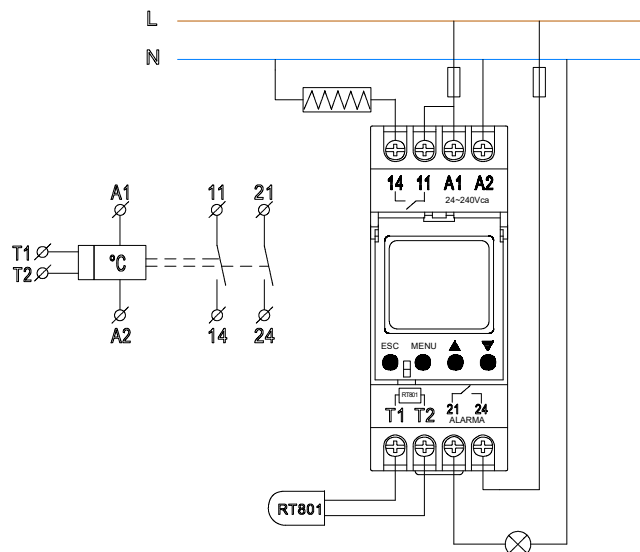 L
N
14 11 A1 A2
24~240Vca
A1
11
21
T1
T2
°C
A2
14
24
ESC MENU
RT801
T1 T2
21 24
ALARMA
RT801